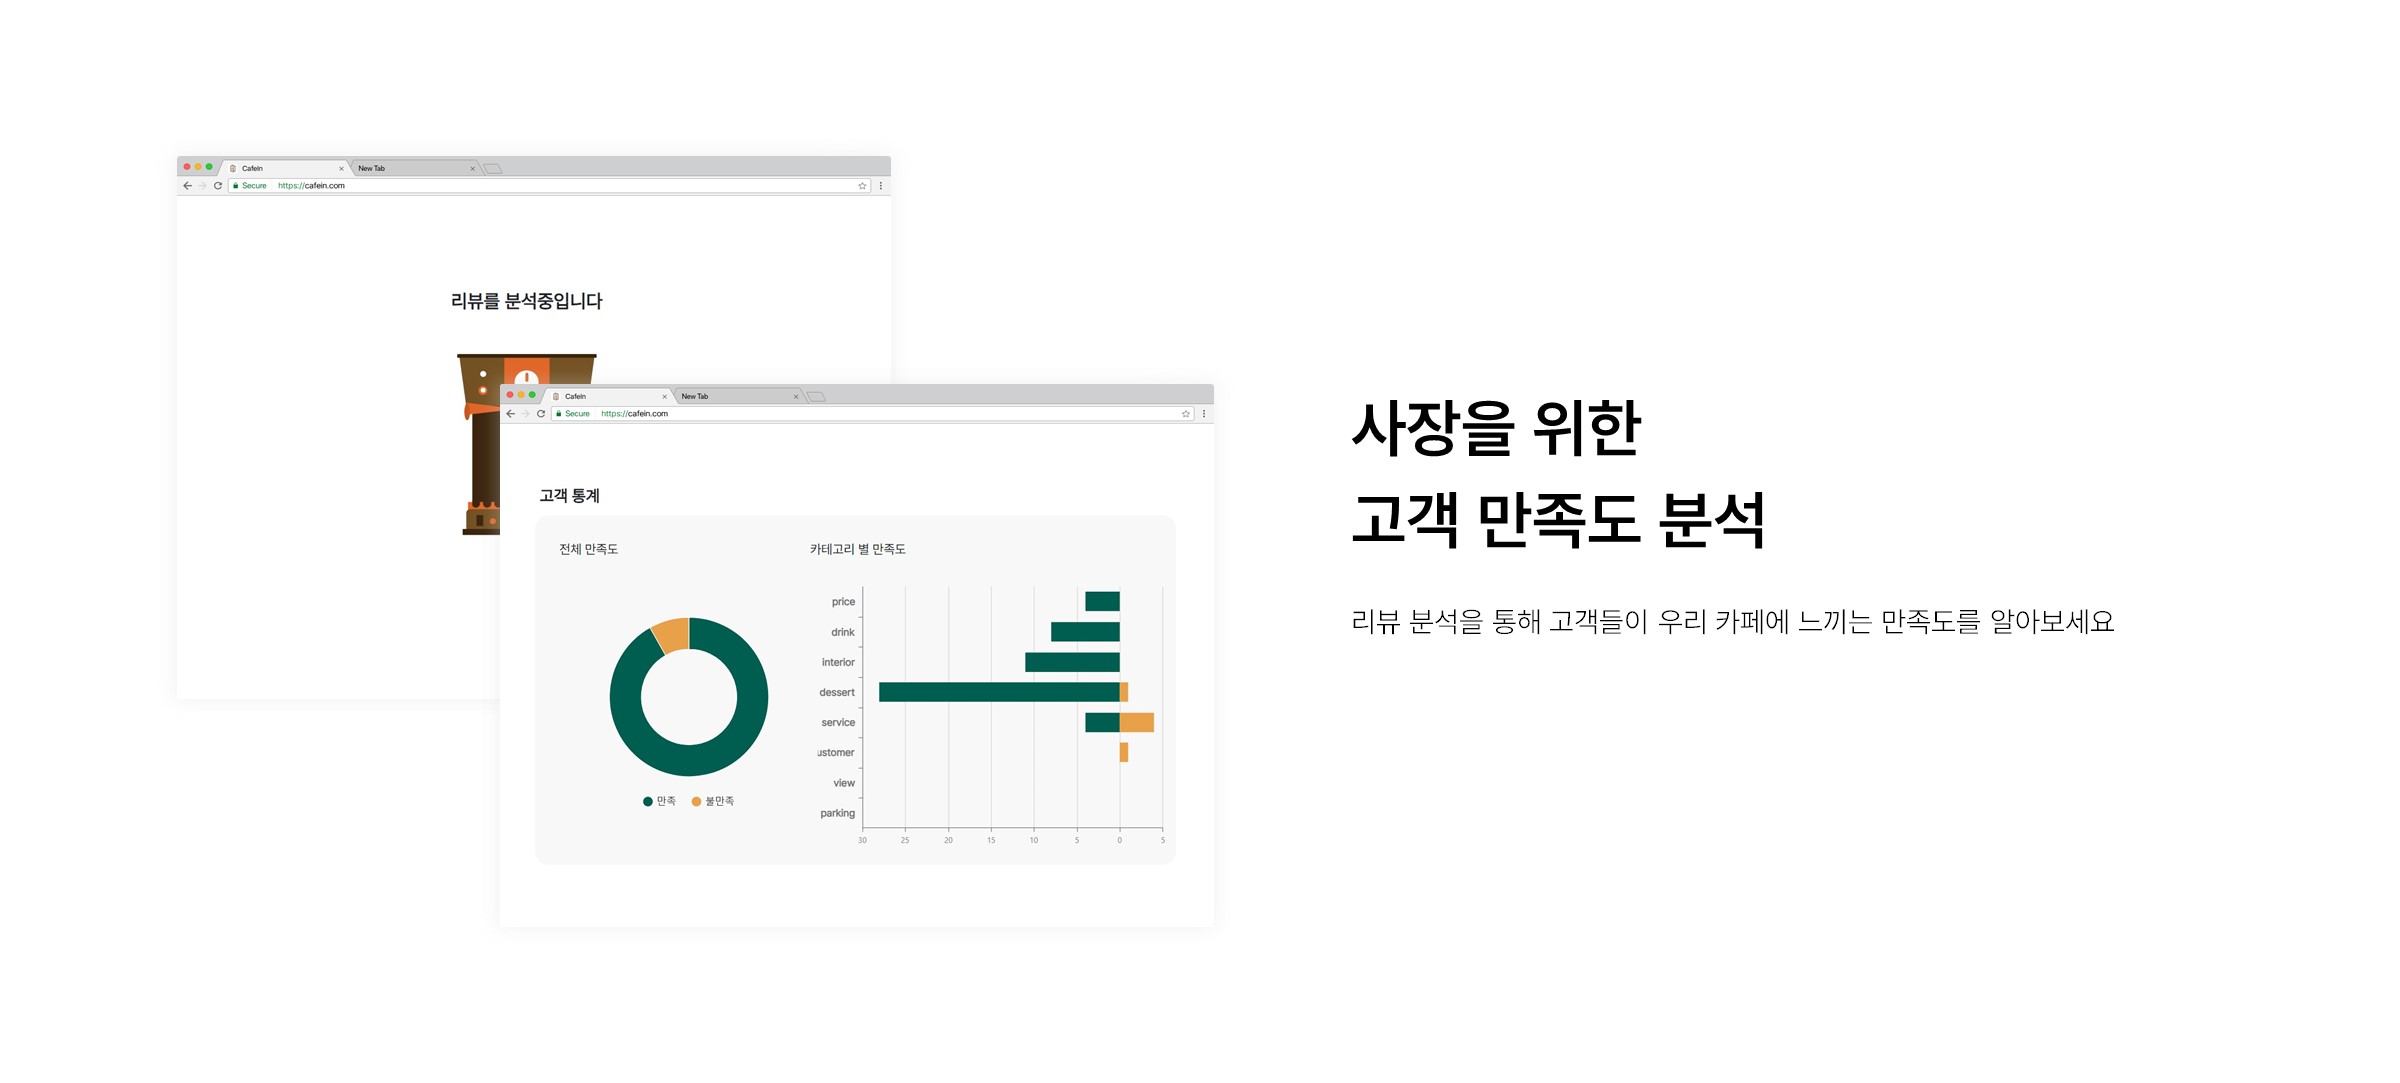 CafeIn
New Tab
Secure
https://cafein.com
리뷰를 분석중입니다
CafeIn
New Tab
Secure
https://cafein.com
고객 통계
전체 만족도
만족
불만족
카테고리 별 만족도
price
drink
interior
dessert
service
ustomer
view
parking
30 25 20 15 10 5 0 5
사장을 위한
고객 만족도 분석
리뷰 분석을 통해 고객들이 우리 카페에 느끼는 만족도를 알아보세요